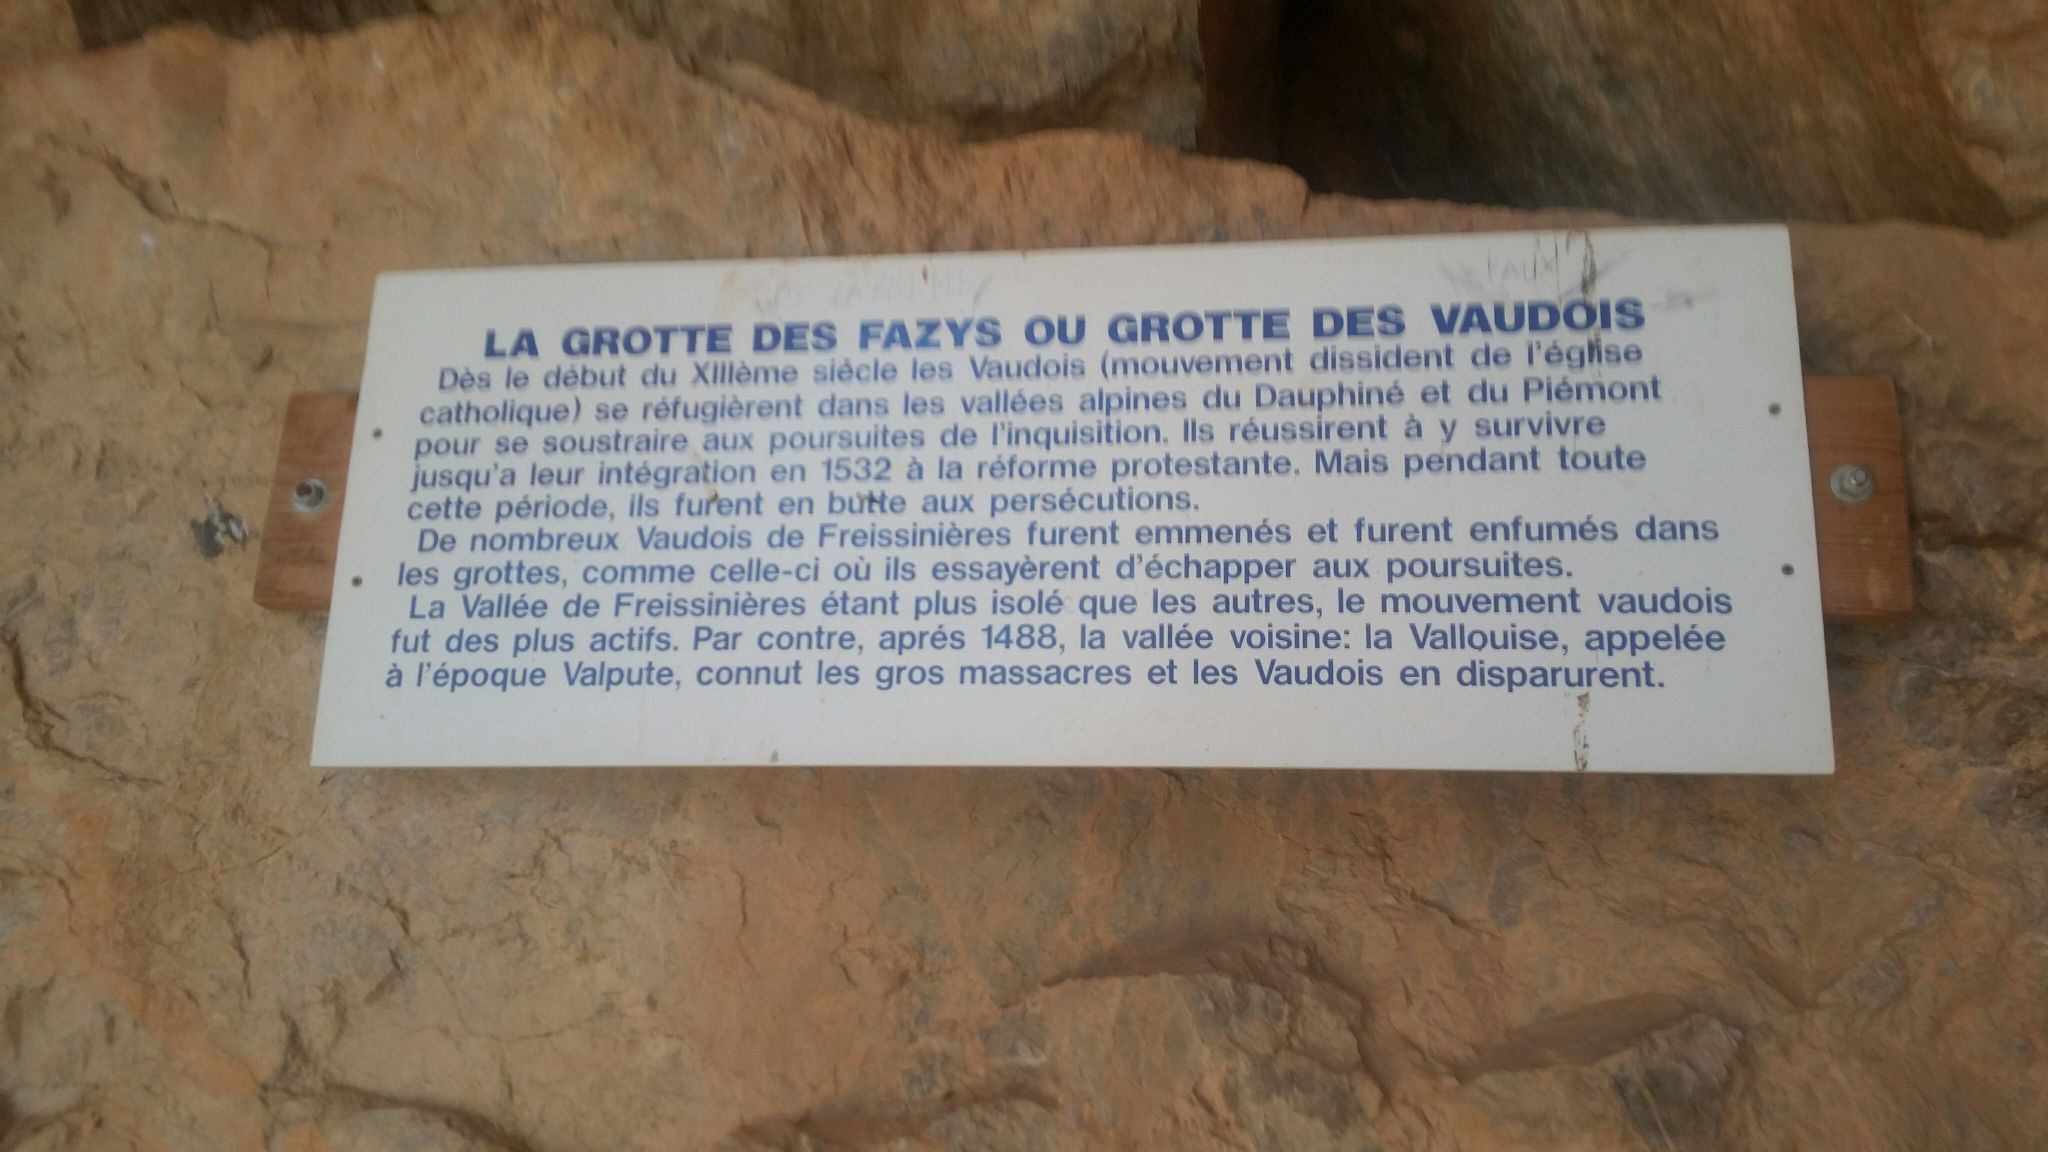 LA GROTTE DES FAZYS OU GROTTE DES VAUDOIS
Dès le début du XIIIème siècle les Vaudois (mouvement dissident de l'église
catholique) se réfugièrent dans les vallées alpines du Dauphiné et du Piémont
pour se soustraire aux poursuites de l'inquisition. Ils réussirent à y survivre
jusqu'a leur intégration en 1532 à la réforme protestante. Mais pendant toute
cette période, ils furent en butte aux persécutions.
De nombreux Vaudois de Freissinières furent emmenés et furent enfumés dans
les grottes, comme celle-ci où ils essayèrent d'échapper aux poursuites.
La Vallée de Freissinières étant plus isolé que les autres, le mouvement vaudois
fut des plus actifs. Par contre, aprés 1488, la vallée voisine: la Vallouise, appelée
à l'époque Valpute, connut les gros massacres et les Vaudois en disparurent.